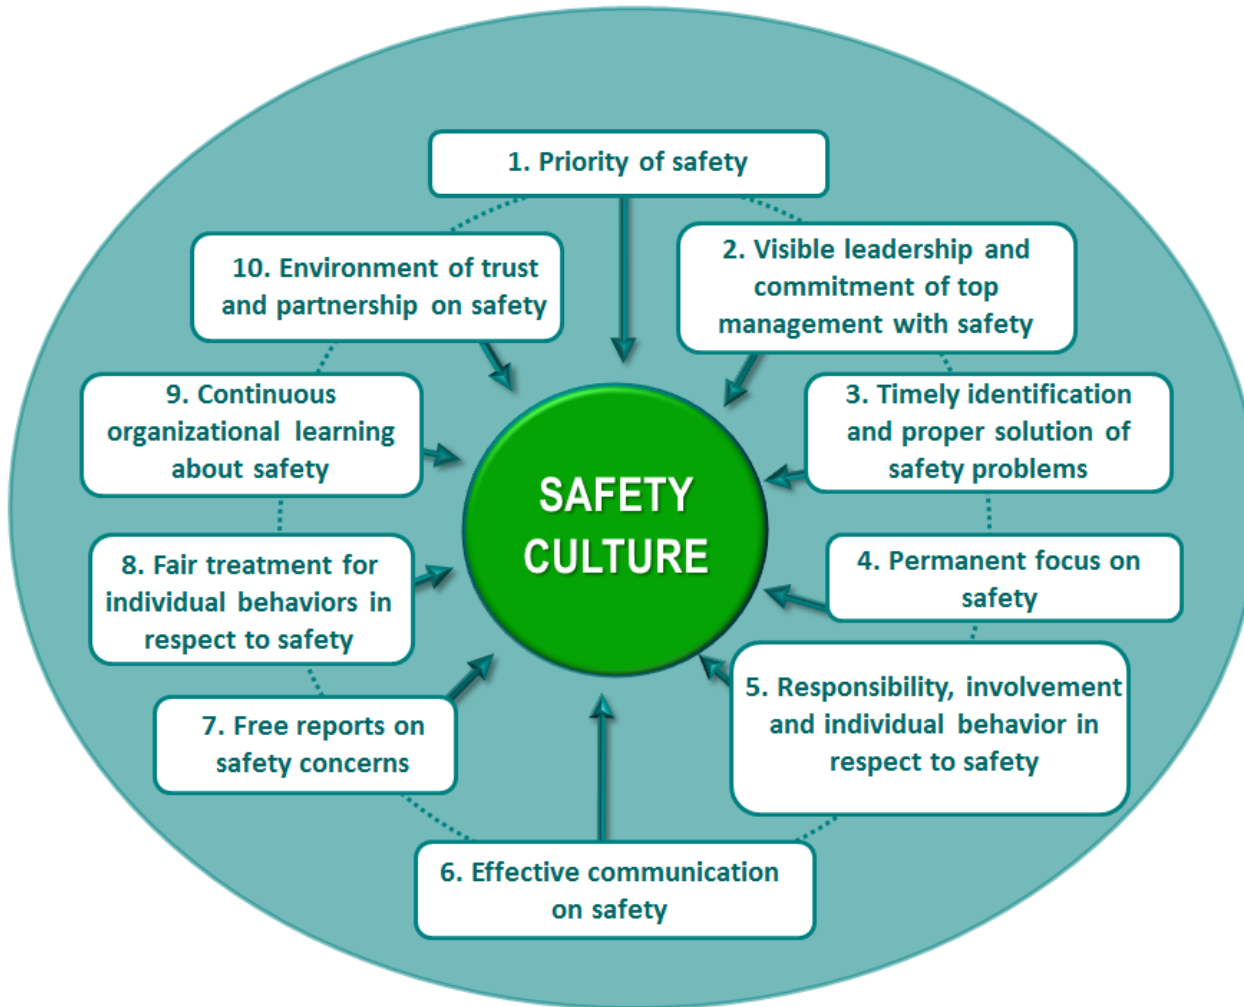 1. Priority of safety
2. Visible leadership and
commitment of top
management with safety
3. Timely identification
and proper solution of
safety problems
4. Permanent focus on
safety
5. Responsibility, involvement
and individual behavior in
respect to safety
6. Effective communication
on safety
7. Free reports on
safety concerns
8. Fair treatment for
individual behaviors in
respect to safety
9. Continuous
organizational learning
about safety
10. Environment of trust
and partnership on safety
SAFETY
CULTURE